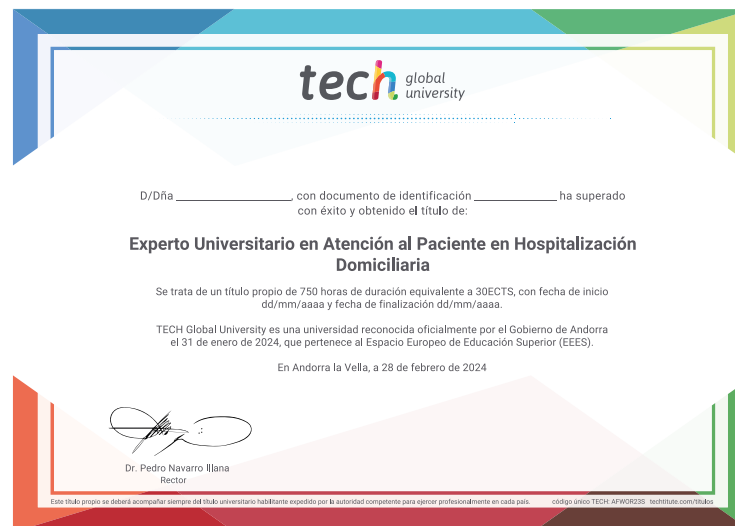 tech global university
D/Dña ____________________, con documento de identificación ______________ ha superado
con éxito y obtenido el título de:
Experto Universitario en Atención al Paciente en Hospitalización
Domiciliaria
Se trata de un título propio de 750 horas de duración equivalente a 30ECTS, con fecha de inicio
dd/mm/aaaa y fecha de finalización dd/mm/aaaa.
TECH Global University es una universidad reconocida oficialmente por el Gobierno de Andorra
el 31 de enero de 2024, que pertenece al Espacio Europeo de Educación Superior (EEES).
En Andorra la Vella, a 28 de febrero de 2024
Dr. Pedro Navarro Illana
Rector
Este título propio se deberá acompañar siempre del título universitario habilitante expedido por la autoridad competente para ejercer profesionalmente en cada país. código único TECH: AFWOR23S techtitute.com/titulos